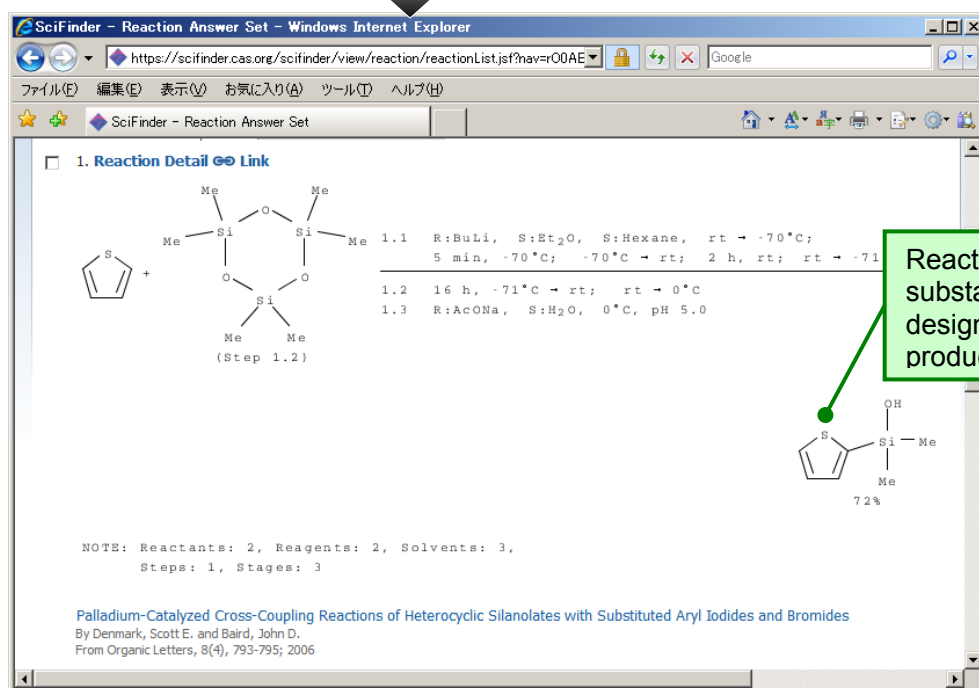 SciFinder - Reaction Answer Set - Windows Internet Explorer
https://scifinder.cas.org/scifinder/view/reaction/reactionList.jsf?nav=rO0AE
Google
ファイル(F) 編集(E) 表示(V) お気に入り(A) ツール(T) ヘルプ(H)
SciFinder - Reaction Answer Set
1. Reaction Detail Link
Me Me
O
Me Si Si Me
S
+
O O
Si
Me Me
(Step 1.2)
1.1 R:BuLi, S:Et2O, S:Hexane, rt → -70°C;
5 min, -70°C; -70°C → rt; 2 h, rt; rt → -71
1.2 16 h, -71°C → rt; rt → 0°C
1.3 R:AcONa, S:H2O, 0°C, pH 5.0
OH
S
Si Me
Me
72%
NOTE: Reactants: 2, Reagents: 2, Solvents: 3,
Steps: 1, Stages: 3
Palladium-Catalyzed Cross-Coupling Reactions of Heterocyclic Silanolates with Substituted Aryl Iodides and Bromides
By Denmark, Scott E. and Baird, John D.
From Organic Letters, 8(4), 793-795; 2006